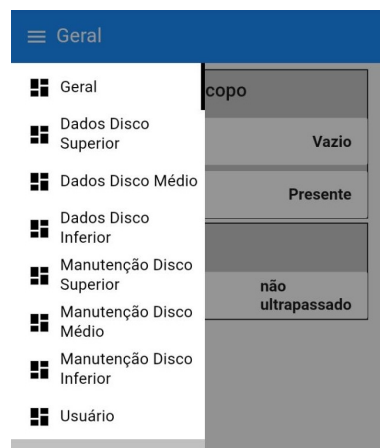 Geral
Geral
Dados Disco
Superior
Dados Disco Médio
Dados Disco
Inferior
Manutenção Disco
Superior
Manutenção Disco
Médio
Manutenção Disco
Inferior
Usuário
copo
Vazio
Presente
não
ultrapassado